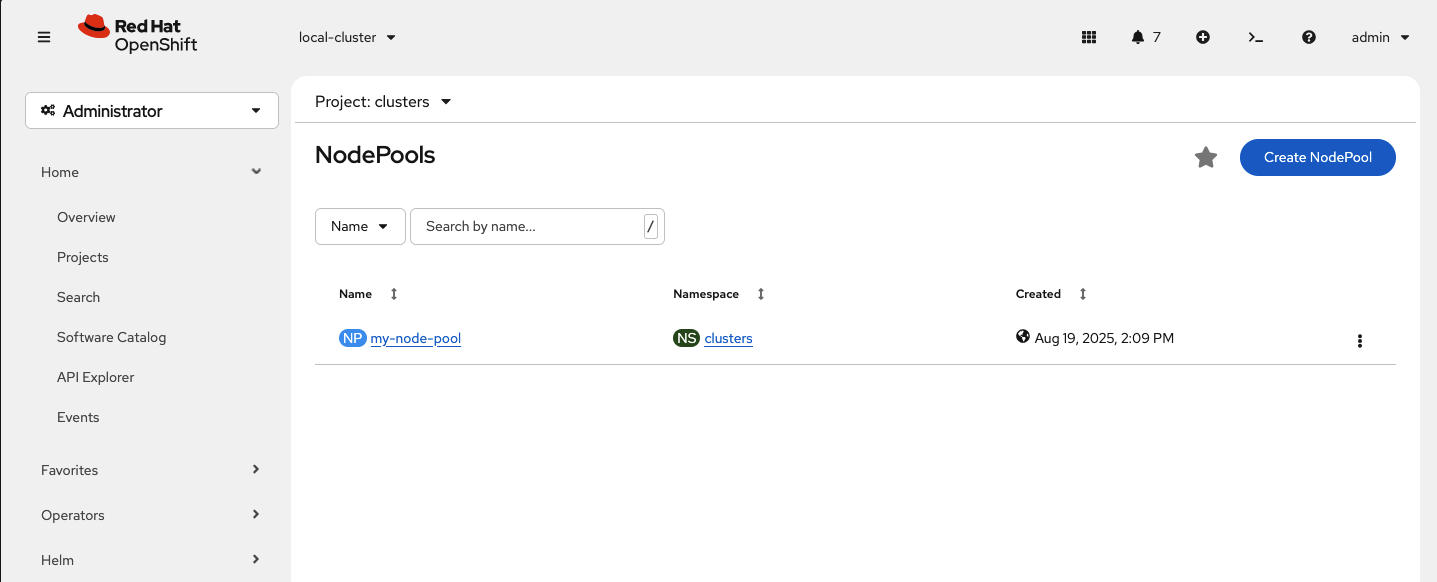 Red Hat
OpenShift
local-cluster
7
admin
Administrator
Home
Overview
Projects
Search
Software Catalog
API Explorer
Events
Favorites
Operators
Helm
Project: clusters
NodePools
Create NodePool
Name
Search by name...
/
Name Namespace Created
NP my-node-pool NS clusters Aug 19, 2025, 2:09 PM